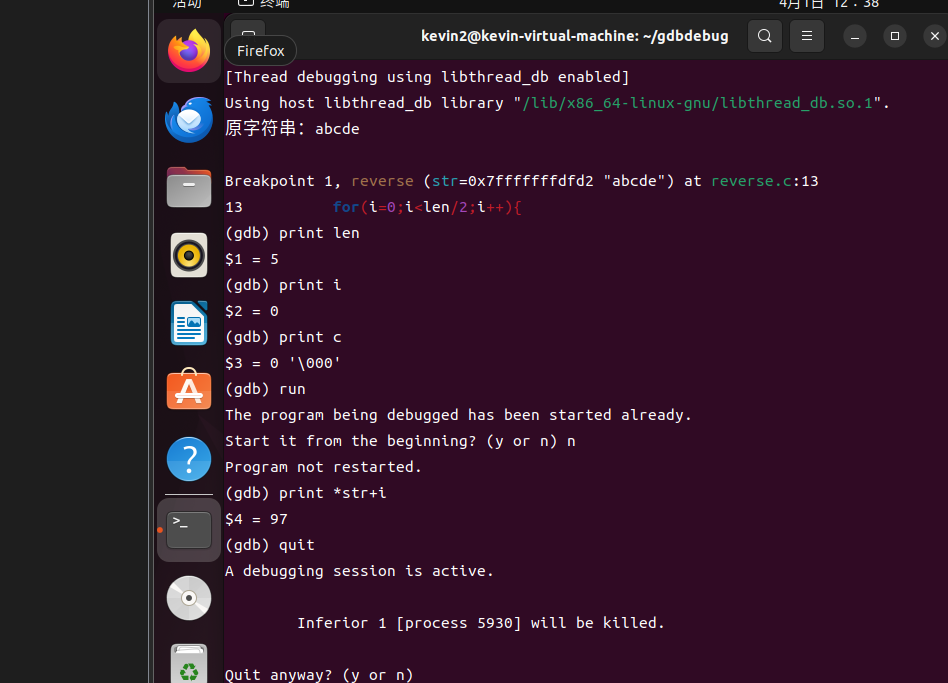 活动 终端 4月1日 12：38
kevin2@kevin-virtual-machine: ~/gdbdebug
Firefox
[Thread debugging using libthread_db enabled]
Using host libthread_db library "/lib/x86_64-linux-gnu/libthread_db.so.1".
原字符串：abcde
Breakpoint 1, reverse (str=0x7fffffffdfd2 "abcde") at reverse.c:13
13          for(i=0;i<len/2;i++){
(gdb) print len
$1 = 5
(gdb) print i
$2 = 0
(gdb) print c
$3 = 0 '\000'
(gdb) run
The program being debugged has been started already.
Start it from the beginning? (y or n) n
Program not restarted.
(gdb) print *str+i
$4 = 97
(gdb) quit
A debugging session is active.
        Inferior 1 [process 5930] will be killed.
Quit anyway? (y or n)